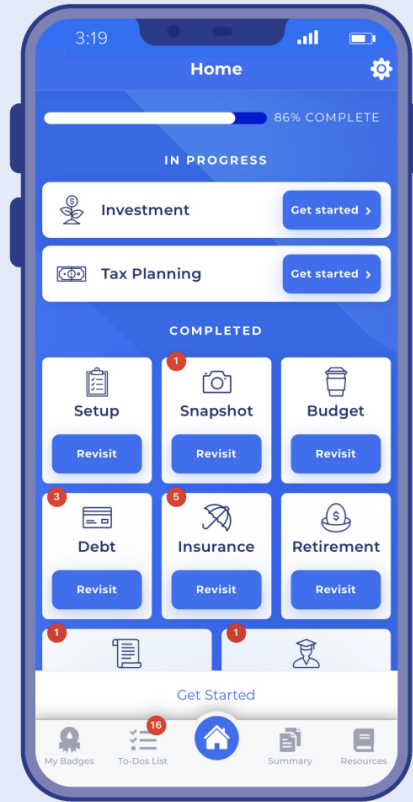 3:19
Home
86% COMPLETE
IN PROGRESS
Investment
Get started >
Tax Planning
Get started >
COMPLETED
1
Setup
Snapshot
Budget
Revisit
Revisit
Revisit
3
5
Debt
Insurance
Retirement
Revisit
Revisit
Revisit
1
1
Get Started
16
My Badges
To-Dos List
Summary
Resources